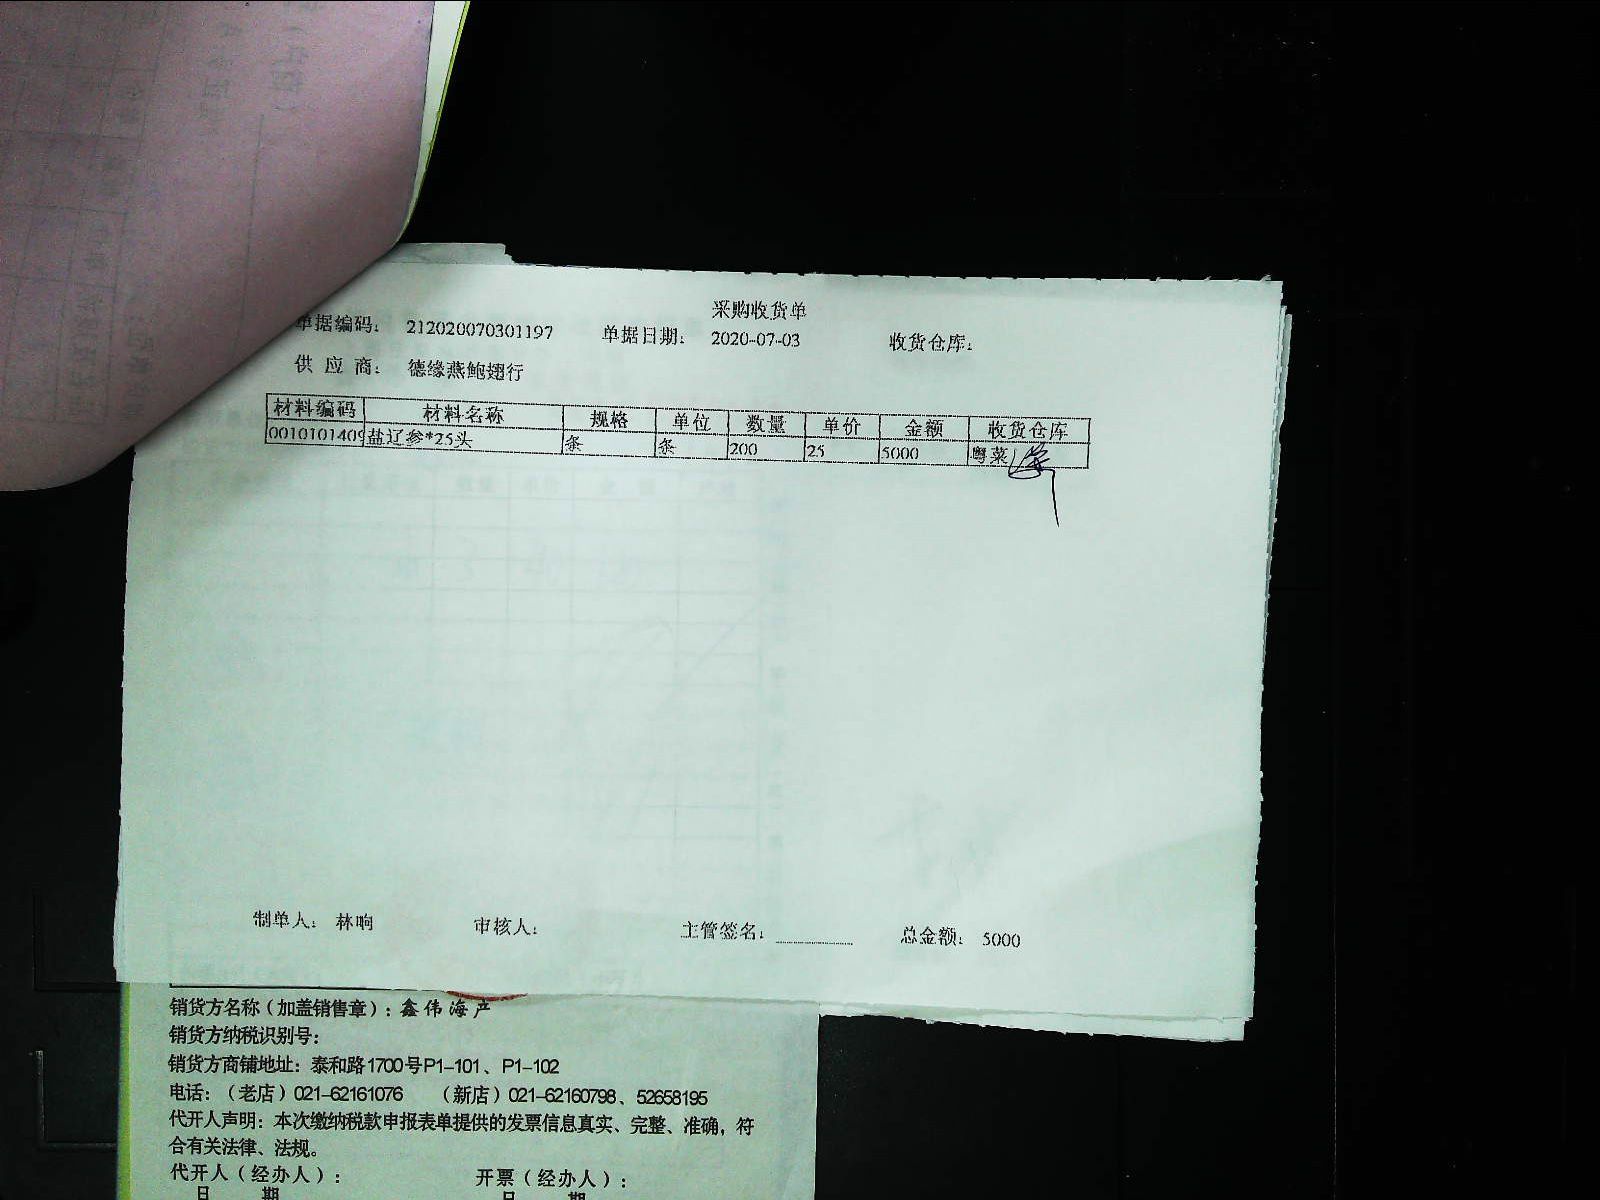 采购收货单
单据编码: 212020070301197 单据日期: 2020-07-03 收货仓库:
供 应 商: 德缘燕鲍翅行
材料编码 材料名称 规格 单位 数量 单价 金额 收货仓库
0010101409 盐辽参*25头 条 条 200 25 5000 粤菜
制单人: 林晌 审核人: 主管签名: 总金额: 5000
销货方名称(加盖销售章): 鑫伟海产
销货方纳税识别号:
销货方商铺地址: 泰和路1700号P1-101、P1-102
电话: (老店)021-62161076 (新店)021-62160798、52658195
代开人声明: 本次缴纳税款申报表单提供的发票信息真实、完整、准确, 符
合有关法律、法规。
代开人(经办人): 开票(经办人):
日 期 日 期